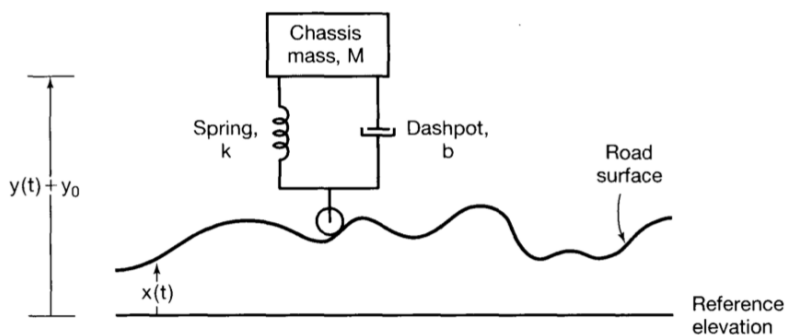 Chassis
mass, M
Spring,
k
Dashpot,
b
Road
surface
y(t) + y₀
x(t)
Reference
elevation